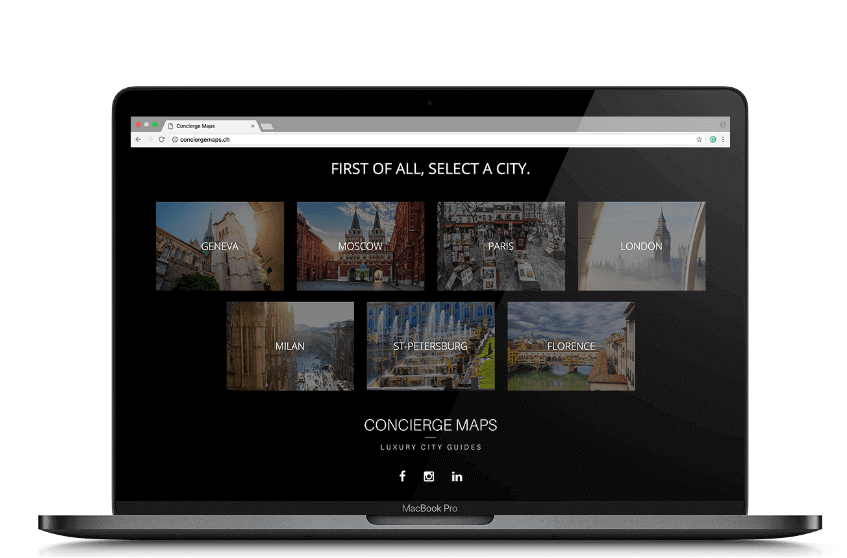 Concierge Maps
conciergemaps.ch
FIRST OF ALL, SELECT A CITY.
GENEVA
MOSCOW
PARIS
LONDON
MILAN
ST-PETERSBURG
FLORENCE
CONCIERGE MAPS
LUXURY CITY GUIDES
MacBook Pro